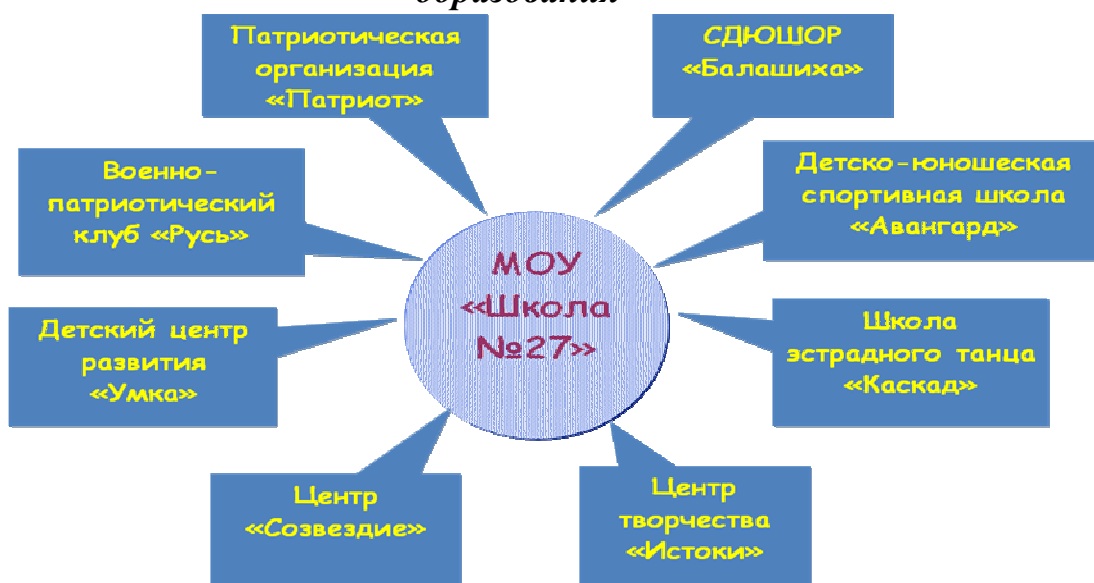 образования
Патриотическая
организация
«Патриот»
СДЮШОР
«Балашиха»
Военно-
патриотический
клуб «Русь»
Детско-юношеская
спортивная школа
«Авангард»
МОУ
«Школа
№27»
Детский центр
развития
«Умка»
Школа
эстрадного танца
«Каскад»
Центр
«Созвездие»
Центр
творчества
«Истоки»